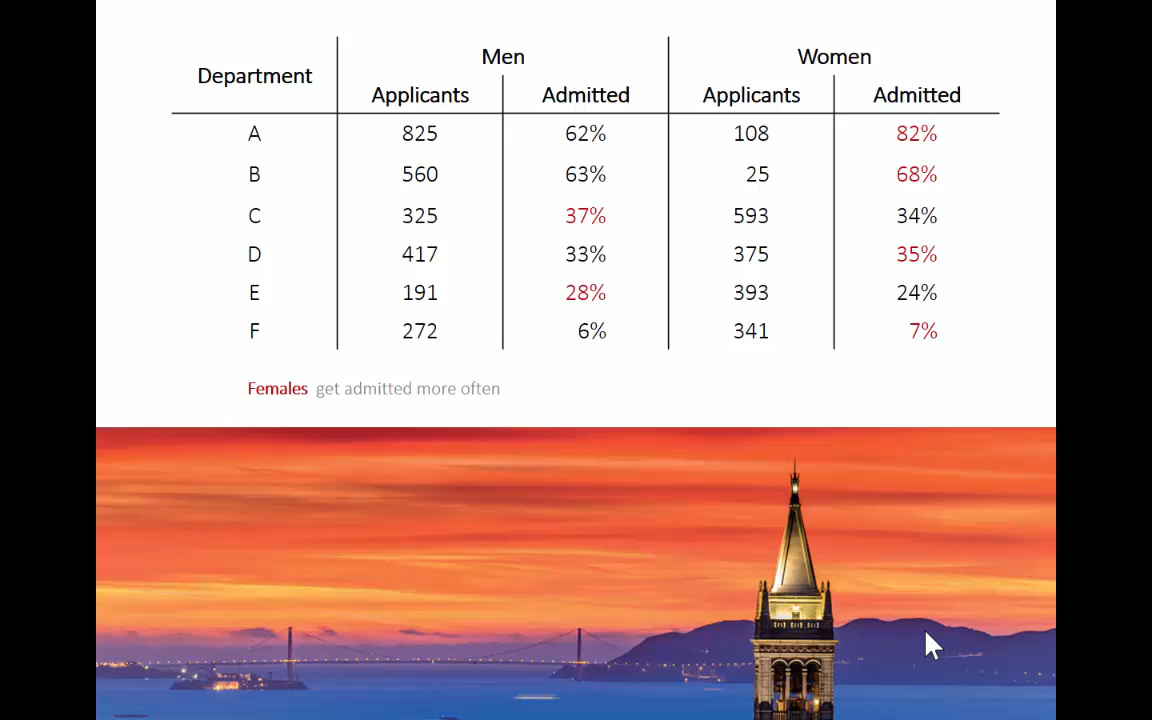 Men Women
Department
Applicants Admitted Applicants Admitted
A 825 62% 108 82%
B 560 63% 25 68%
C 325 37% 593 34%
D 417 33% 375 35%
E 191 28% 393 24%
F 272 6% 341 7%
Females get admitted more often